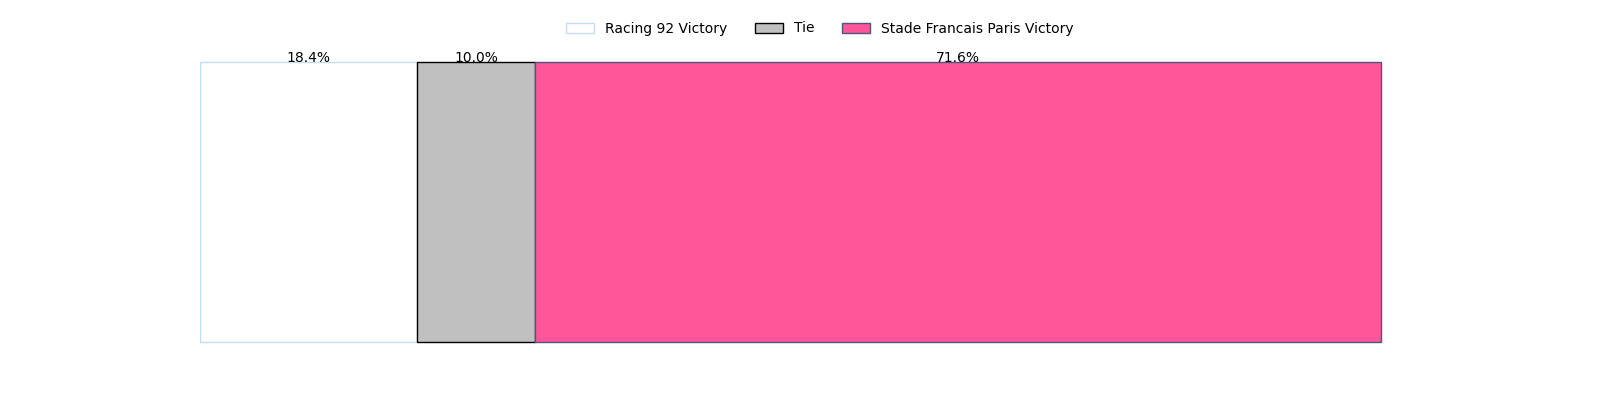 Racing 92 Victory Tie Stade Francais Paris Victory
18.4% 10.0% 71.6%